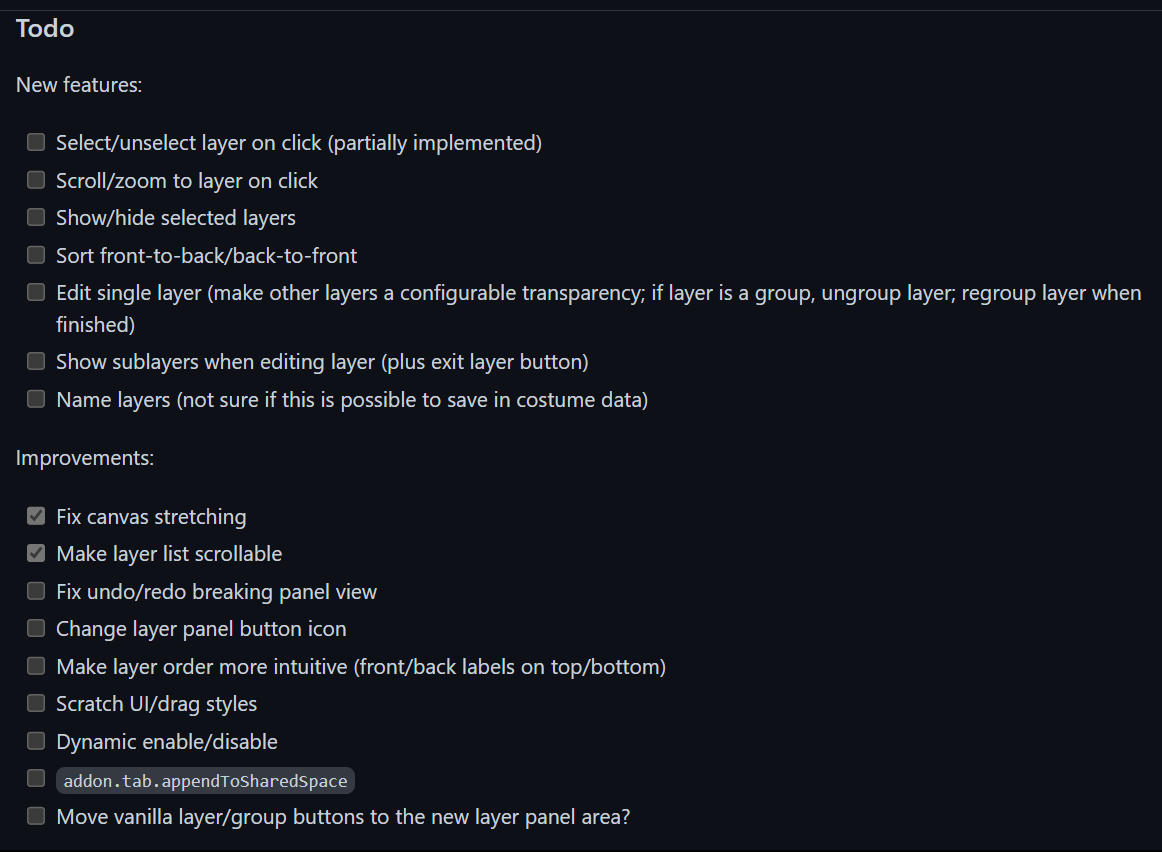 Todo
New features:
Select/unselect layer on click (partially implemented)
Scroll/zoom to layer on click
Show/hide selected layers
Sort front-to-back/back-to-front
Edit single layer (make other layers a configurable transparency; if layer is a group, ungroup layer; regroup layer when
finished)
Show sublayers when editing layer (plus exit layer button)
Name layers (not sure if this is possible to save in costume data)
Improvements:
Fix canvas stretching
Make layer list scrollable
Fix undo/redo breaking panel view
Change layer panel button icon
Make layer order more intuitive (front/back labels on top/bottom)
Scratch UI/drag styles
Dynamic enable/disable
addon.tab.appendToSharedSpace
Move vanilla layer/group buttons to the new layer panel area?